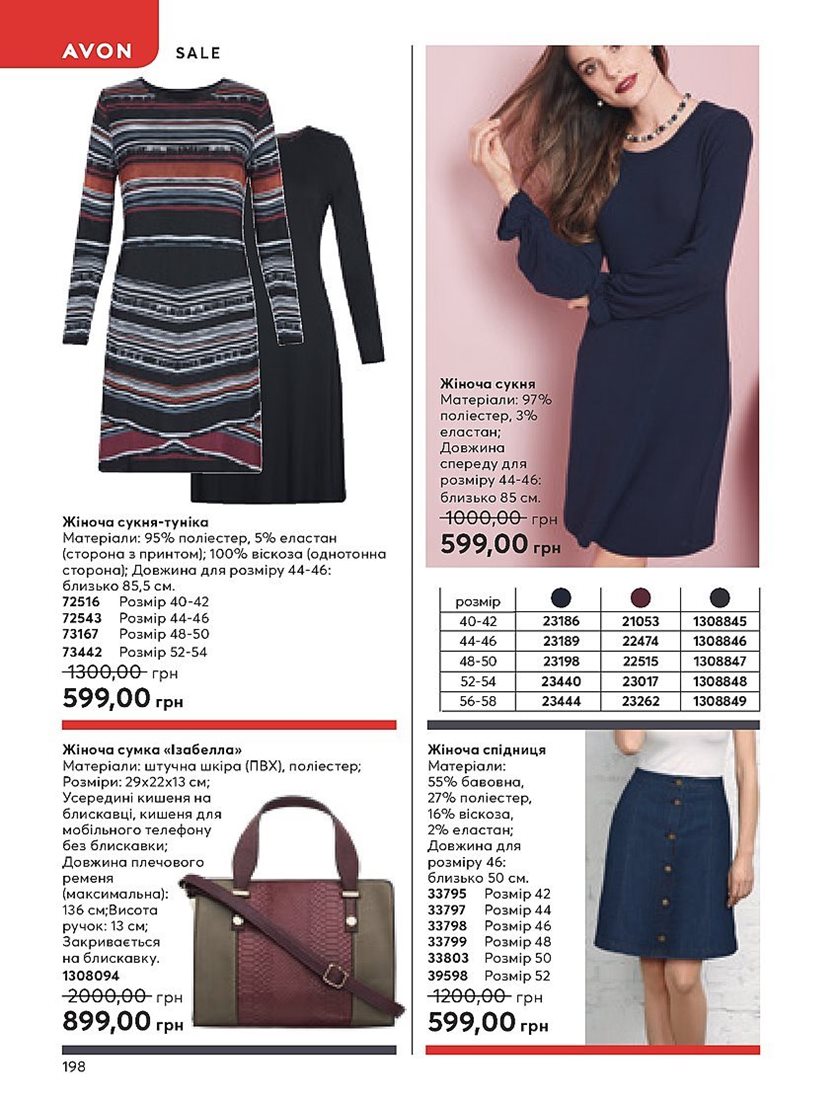 AVON
SALE
Жіноча сукня-туніка
Матеріали: 95% поліестер, 5% еластан
(сторона з принтом); 100% віскоза (однотонна
сторона); Довжина для розміру 44-46:
близько 85,5 см.
72516 Розмір 40-42
72543 Розмір 44-46
73167 Розмір 48-50
73442 Розмір 52-54
1300,00 грн
599,00 грн
Жіноча сукня
Матеріали: 97%
поліестер, 3%
еластан;
Довжина
спереду для
розміру 44-46:
близько 85 см.
1000,00 грн
599,00 грн
розмір
40-42 23186 21053 1308845
44-46 23189 22474 1308846
48-50 23198 22515 1308847
52-54 23440 23017 1308848
56-58 23444 23262 1308849
Жіноча сумка «Ізабелла»
Матеріали: штучна шкіра (ПВХ), поліестер;
Розміри: 29х22х13 см;
Усередині кишеня на
блискавці, кишеня для
мобільного телефону
без блискавки;
Довжина плечового
ременя
(максимальна):
136 см;Висота
ручок: 13 см;
Закривається
на блискавку.
1308094
2000,00 грн
899,00 грн
Жіноча спідниця
Матеріали:
55% бавовна,
27% поліестер,
16% віскоза,
2% еластан;
Довжина для
розміру 46:
близько 50 см.
33795 Розмір 42
33797 Розмір 44
33798 Розмір 46
33799 Розмір 48
33803 Розмір 50
39598 Розмір 52
1200,00 грн
599,00 грн
198